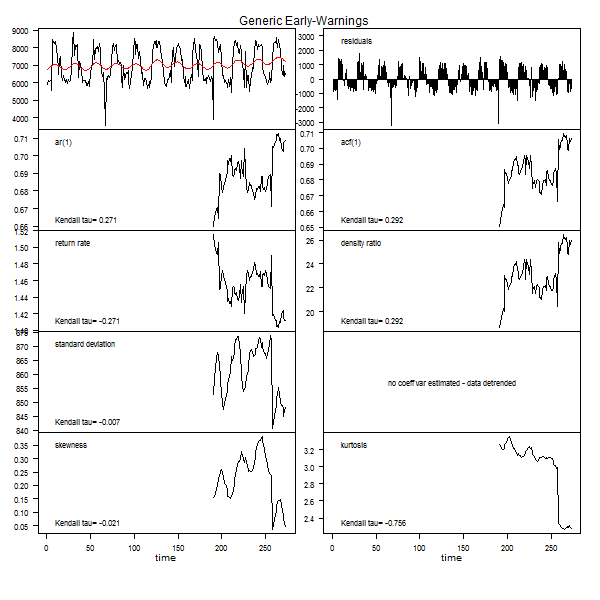 Generic Early-Warnings
9000
8000
7000
6000
5000
4000
3000
2000
1000
0
-1000
-2000
-3000
residuals
0.71
0.70
0.69
0.68
0.67
0.66
ar(1)
Kendall tau= 0.271
0.71
0.70
0.69
0.68
0.67
0.66
0.65
acf(1)
Kendall tau= 0.292
1.52
1.50
1.48
1.46
1.44
1.42
1.40
return rate
Kendall tau= -0.271
26
24
22
20
density ratio
Kendall tau= 0.292
875
870
865
860
855
850
845
840
standard deviation
Kendall tau= -0.007
no coeff var estimated - data detrended
0.35
0.30
0.25
0.20
0.15
0.10
0.05
skewness
Kendall tau= -0.021
3.2
3.0
2.8
2.6
2.4
kurtosis
Kendall tau= -0.756
0 50 100 150 200 250
0 50 100 150 200 250
time
time